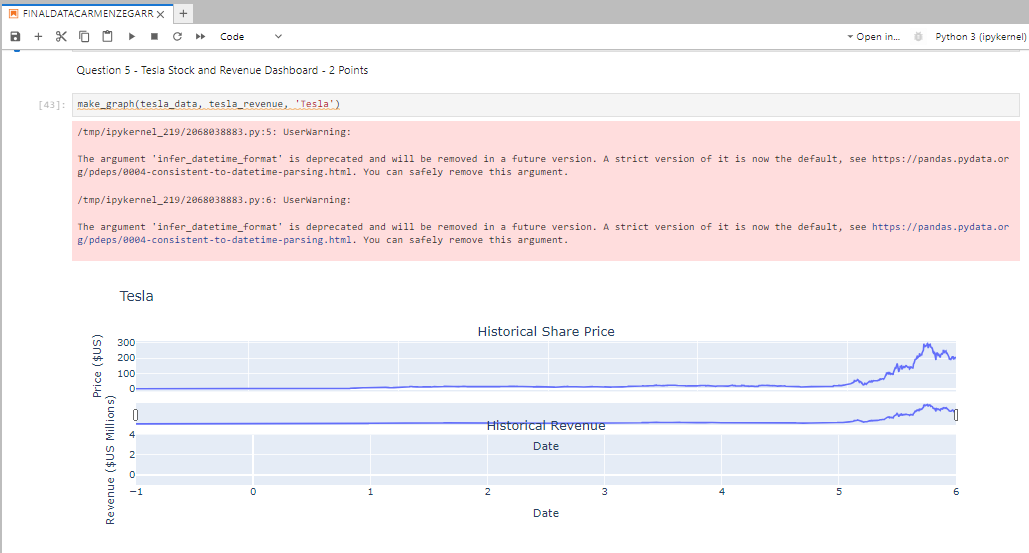 FINALDATACARMENZEGARR
Code
Open in...
Python 3 (ipykernel)
Question 5 - Tesla Stock and Revenue Dashboard - 2 Points
[43]:
make_graph(tesla_data, tesla_revenue, 'Tesla')
/tmp/ipykernel_219/2068038883.py:5: UserWarning:
The argument 'infer_datetime_format' is deprecated and will be removed in a future version. A strict version of it is now the default, see https://pandas.pydata.or
g/pdeps/0004-consistent-to-datetime-parsing.html. You can safely remove this argument.
/tmp/ipykernel_219/2068038883.py:6: UserWarning:
The argument 'infer_datetime_format' is deprecated and will be removed in a future version. A strict version of it is now the default, see https://pandas.pydata.or
g/pdeps/0004-consistent-to-datetime-parsing.html. You can safely remove this argument.
Tesla
Historical Share Price
Price ($US)
300
200
100
0
Historical Revenue
Date
Revenue ($US Millions)
4
2
0
−1 0 1 2 3 4 5 6
Date